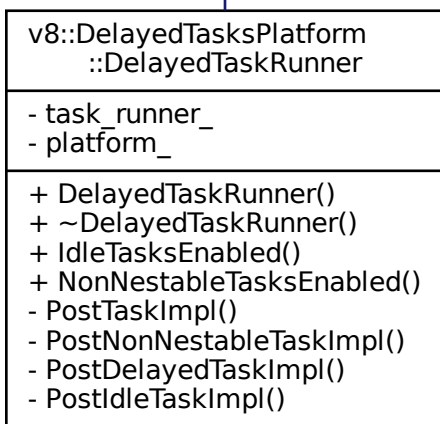 v8::DelayedTasksPlatform
::DelayedTaskRunner
- task_runner_
- platform_
+ DelayedTaskRunner()
+ ~DelayedTaskRunner()
+ IdleTasksEnabled()
+ NonNestableTasksEnabled()
- PostTaskImpl()
- PostNonNestableTaskImpl()
- PostDelayedTaskImpl()
- PostIdleTaskImpl()